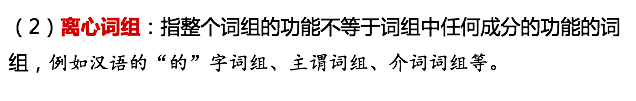 （2）离心词组：指整个词组的功能不等于词组中任何成分的功能的词
组，例如汉语的“的”字词组、主谓词组、介词词组等。